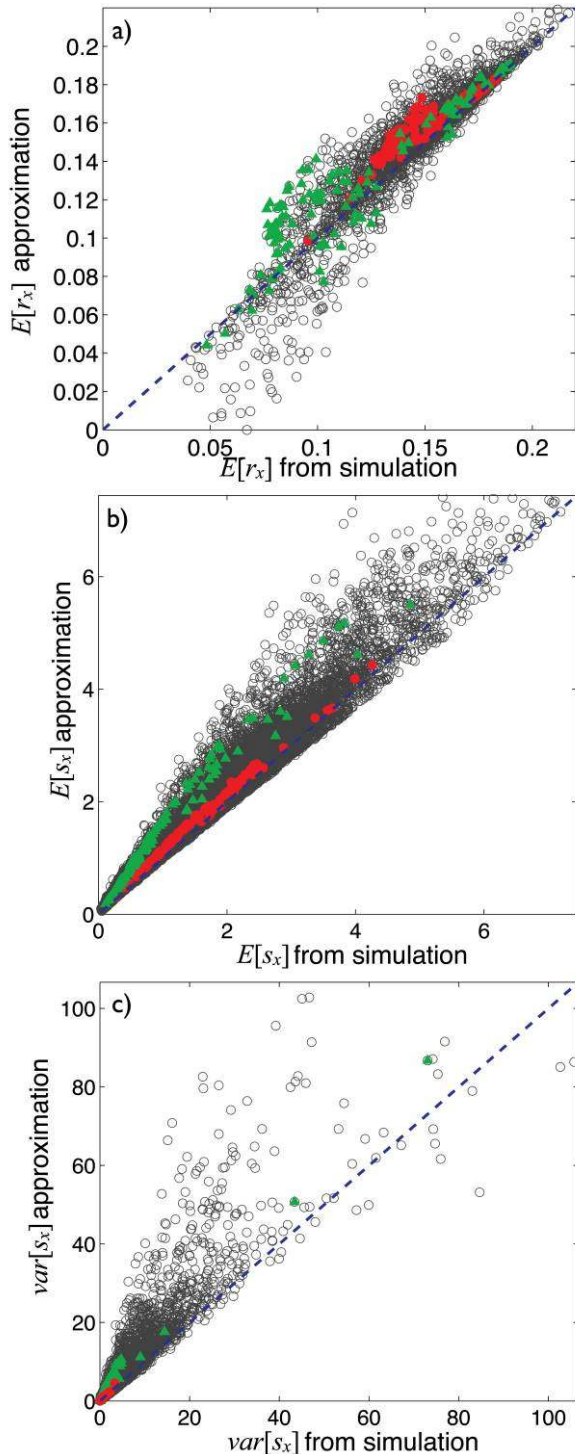 a)
E[rₓ] approximation
0.2
0.18
0.16
0.14
0.12
0.1
0.08
0.06
0.04
0.02
0
0 0.05 0.1 0.15 0.2
E[rₓ] from simulation
b)
E[sₓ] approximation
6
4
2
0
0 2 4 6
E[sₓ] from simulation
c)
var[sₓ] approximation
100
80
60
40
20
0
0 20 40 60 80 100
var[sₓ] from simulation